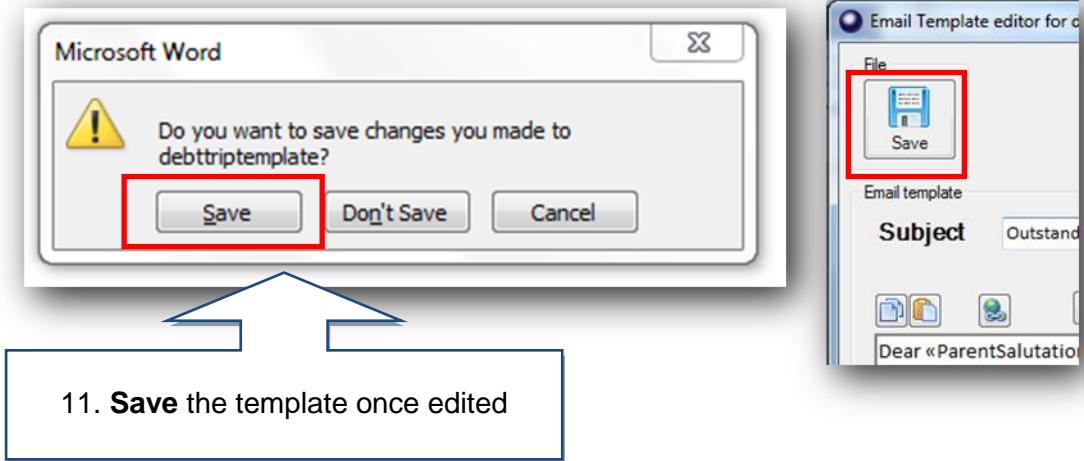 Microsoft Word
Do you want to save changes you made to
debttriptemplate?
Save
Don't Save
Cancel
11. Save the template once edited
Email Template editor for d
File
Save
Email template
Subject
Outstand
Dear «ParentSalutation